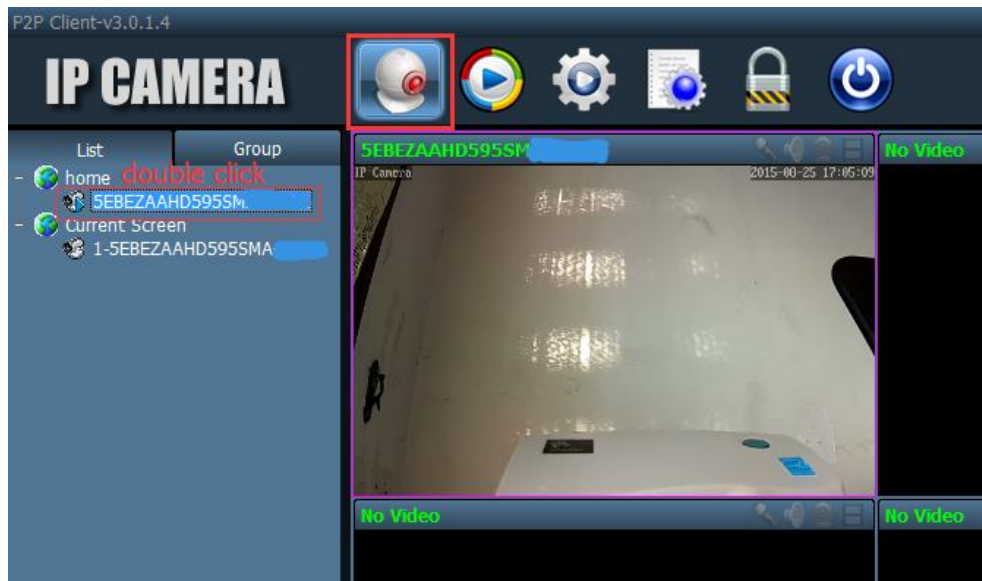 P2P Client-v3.0.1.4
IP CAMERA
List Group
home double click
5EBEZAAHD595SM
Current Screen
1-5EBEZAAHD595SMA
5EBEZAAHD595SM
No Video
IP Camera 2015-08-25 17:05:09
No Video
No Video